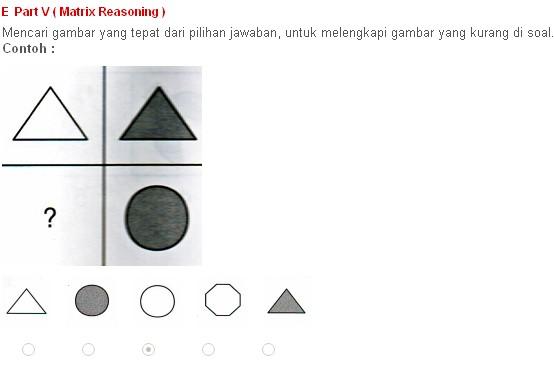 E Part V ( Matrix Reasoning )
Mencari gambar yang tepat dari pilihan jawaban, untuk melengkapi gambar yang kurang di soal.
Contoh :
?